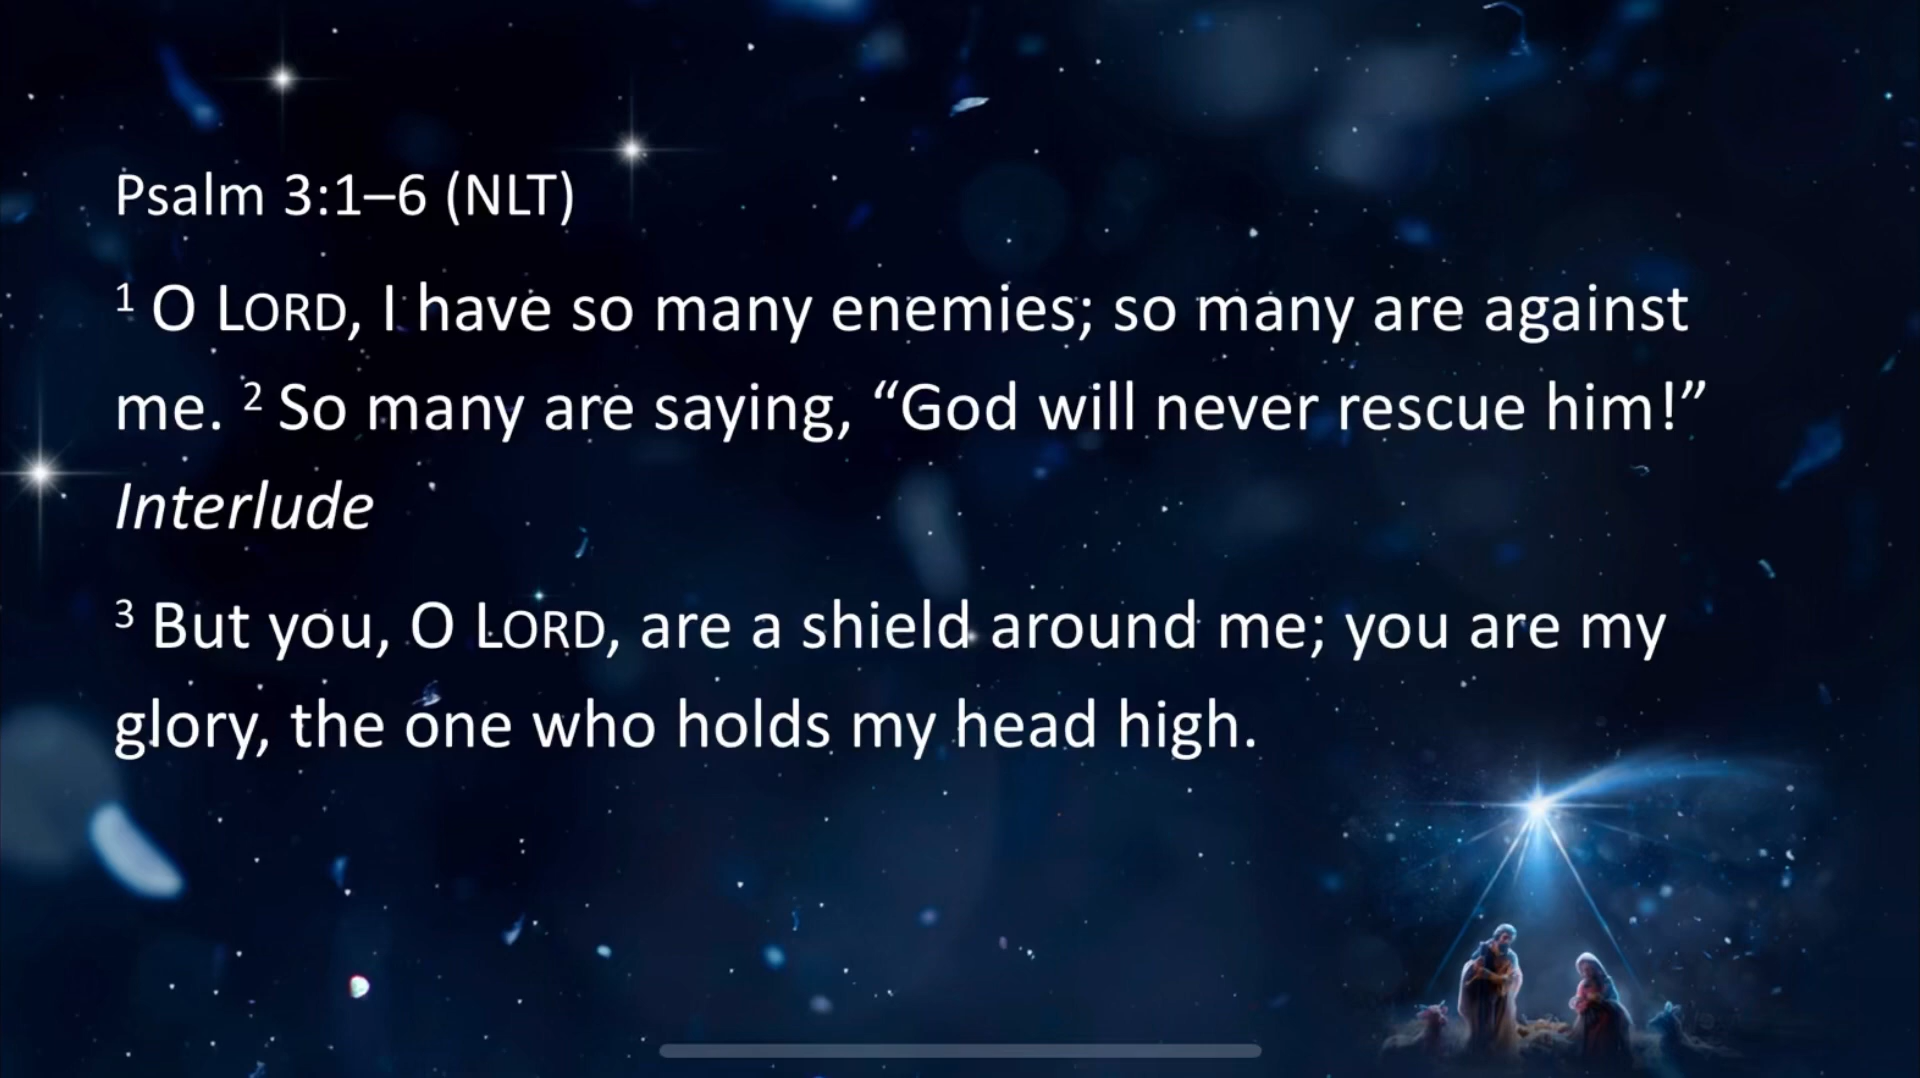 Psalm 3:1–6 (NLT)
1 O LORD, I have so many enemies; so many are against
me. 2 So many are saying, “God will never rescue him!”
Interlude
3 But you, O LORD, are a shield around me; you are my
glory, the one who holds my head high.